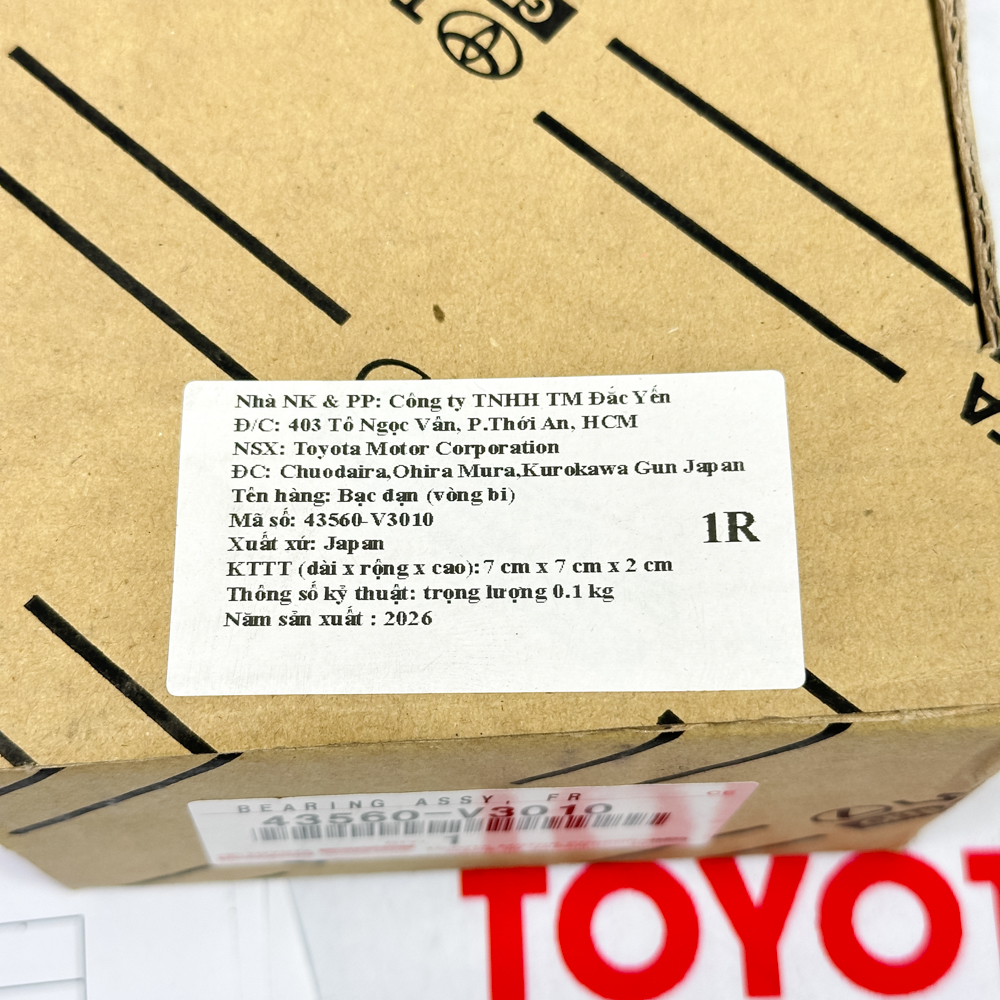 Nhà NK & PP: Công ty TNHH TM Đắc Yến
Đ/C: 403 Tô Ngọc Vân, P.Thới An, HCM
NSX: Toyota Motor Corporation
ĐC: Chuodaira,Ohira Mura,Kurokawa Gun Japan
Tên hàng: Bạc đạn (vòng bi)
Mã số: 43560-V3010
1R
Xuất xứ: Japan
KTTT (dài x rộng x cao): 7 cm x 7 cm x 2 cm
Thông số kỹ thuật: trọng lượng 0.1 kg
Năm sản xuất : 2026
BEARING ASSY, FR
43560-V3010
1
TOYOT